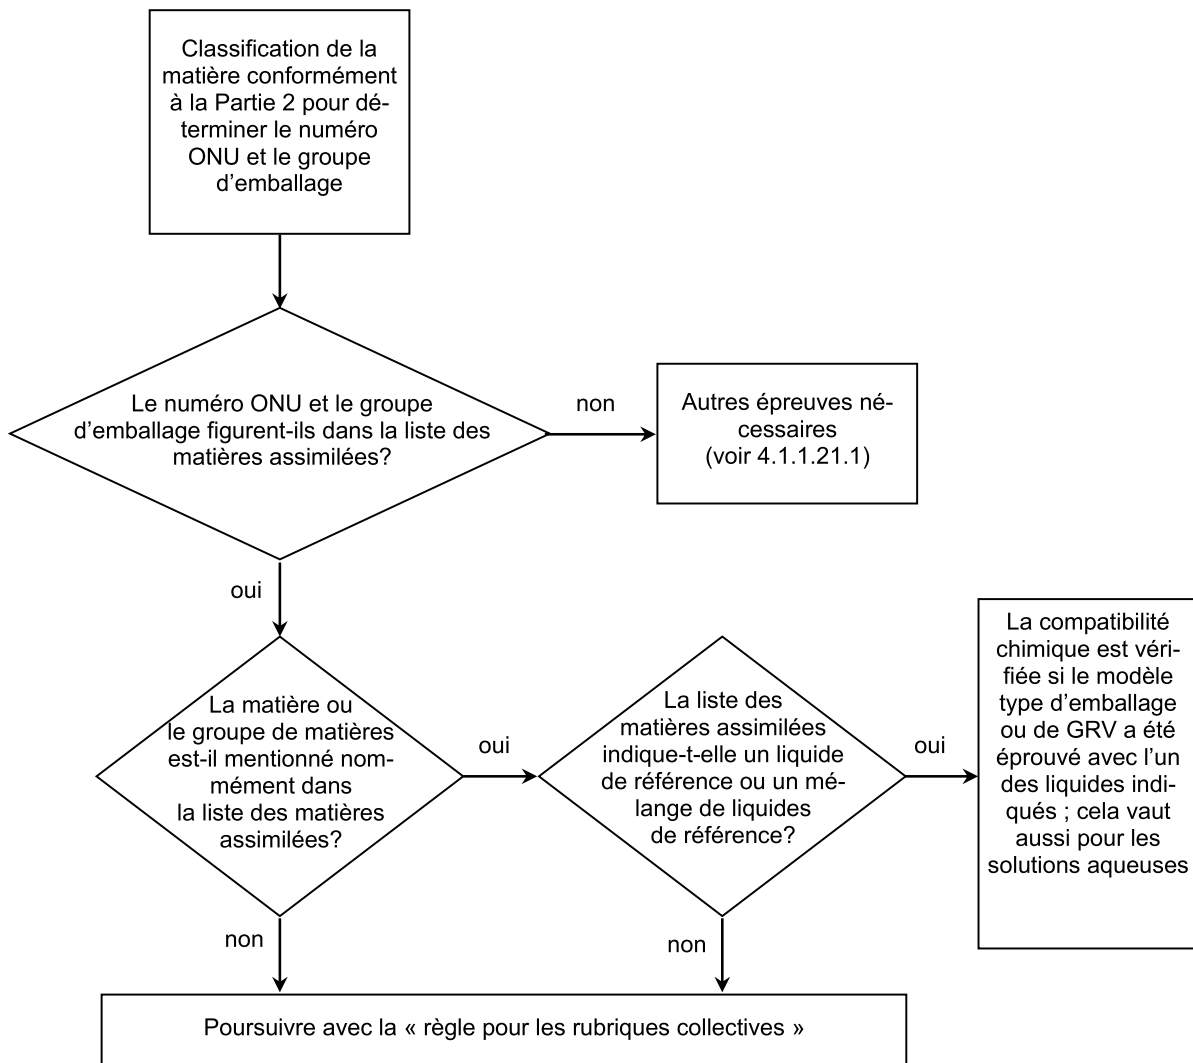 Classification de la
matière conformément
à la Partie 2 pour dé-
terminer le numéro
ONU et le groupe
d’emballage
Le numéro ONU et le groupe
d’emballage figurent-ils dans la liste des
matières assimilées?
non
Autres épreuves né-
cessaires
(voir 4.1.1.21.1)
oui
La matière ou
le groupe de matières
est-il mentionné nom-
mément dans
la liste des matières
assimilées?
oui
La liste des
matières assimilées
indique-t-elle un liquide
de référence ou un mé-
lange de liquides
de référence?
oui
La compatibilité
chimique est véri-
fiée si le modèle
type d’emballage
ou de GRV a été
éprouvé avec l’un
des liquides indi-
qués ; cela vaut
aussi pour les
solutions aqueuses
non
non
Poursuivre avec la « règle pour les rubriques collectives »